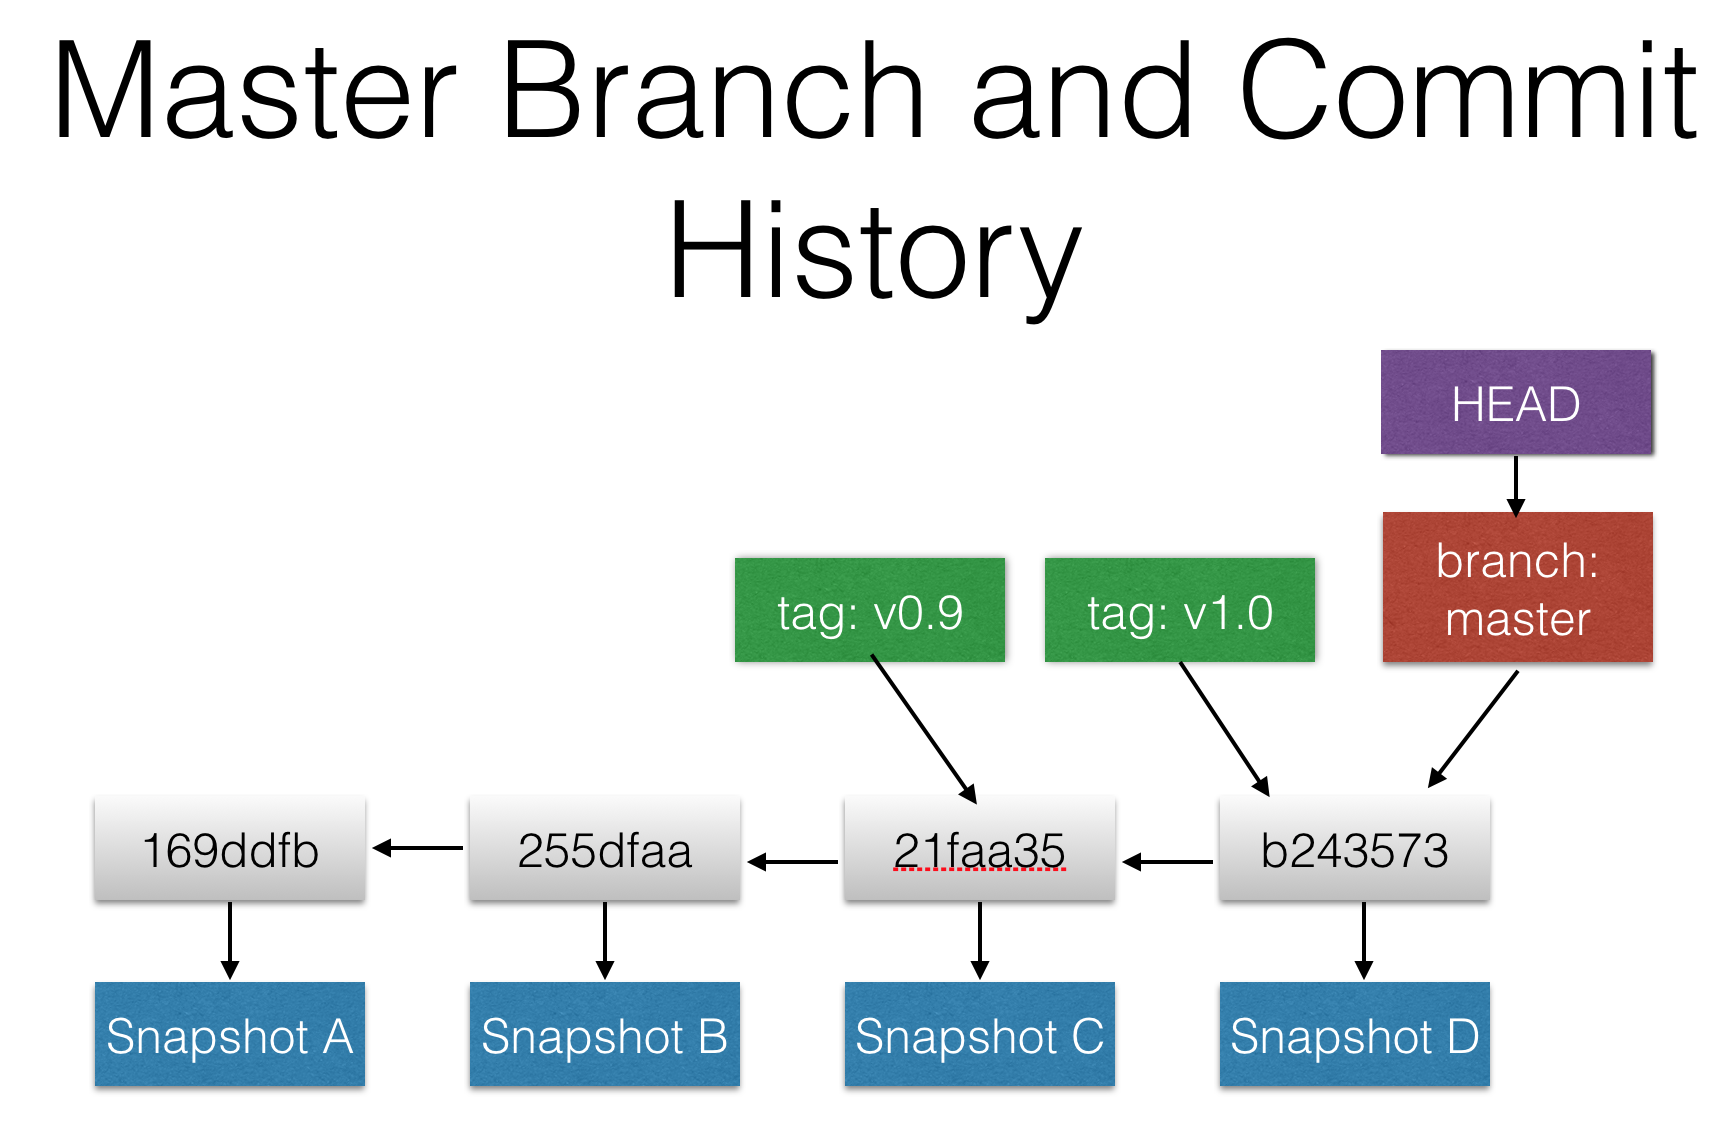 Master Branch and Commit
History
HEAD
branch:
master
tag: v0.9
tag: v1.0
169ddfb
255dfaa
21faa35
b243573
Snapshot A
Snapshot B
Snapshot C
Snapshot D